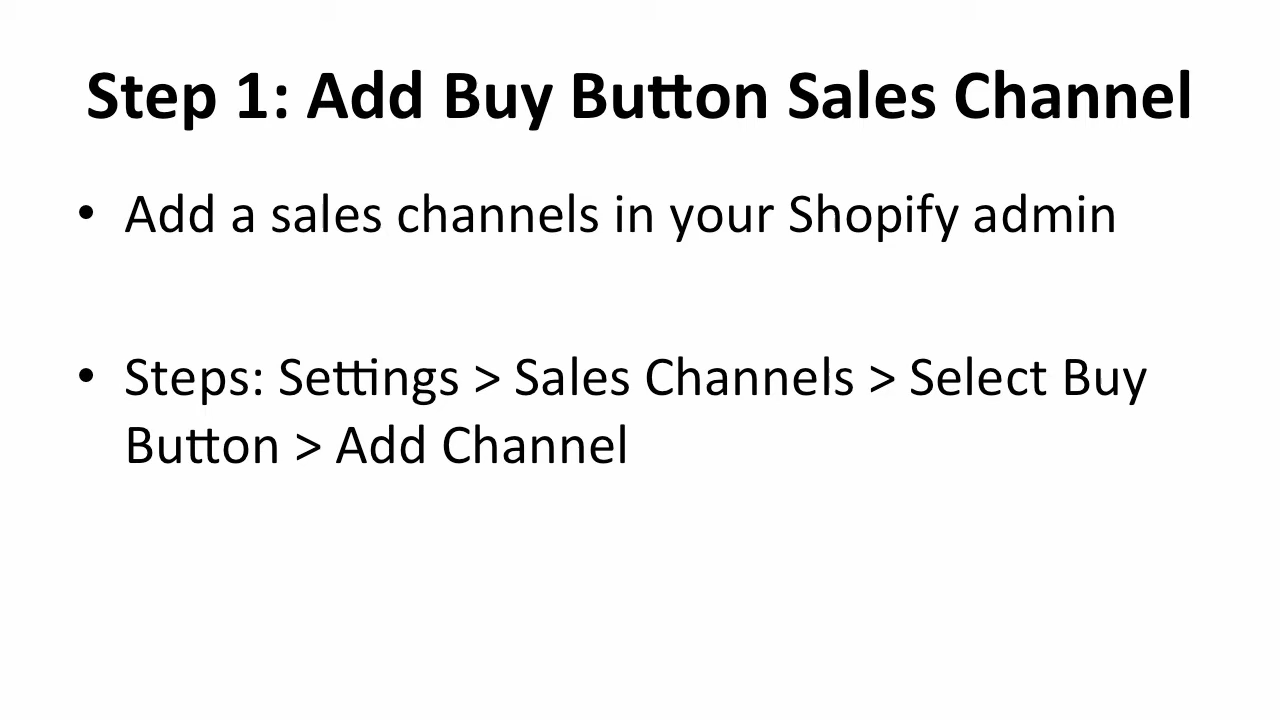 Step 1: Add Buy Button Sales Channel
• Add a sales channels in your Shopify admin
• Steps: Settings > Sales Channels > Select Buy
Button > Add Channel